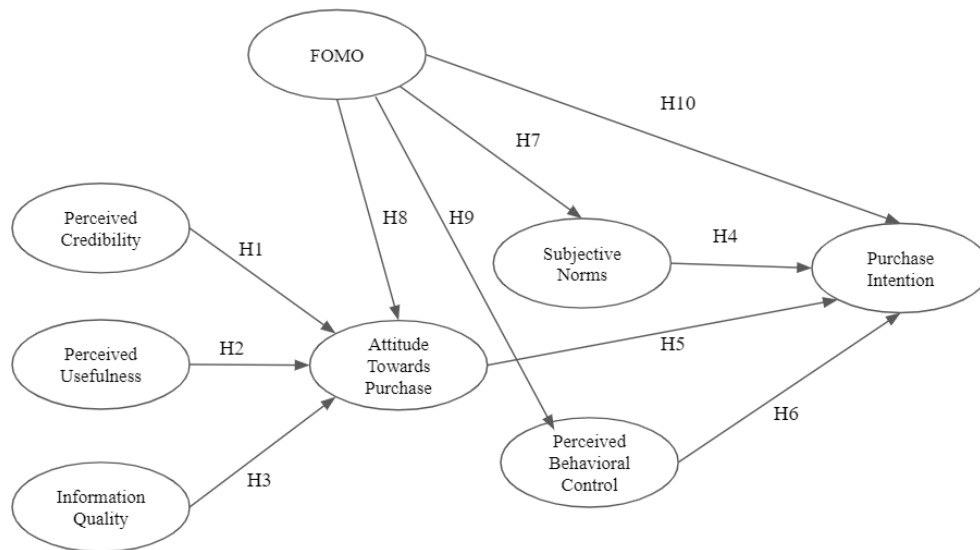 FOMO
H10
H7
H8
H9
Perceived
Credibility
H1
Subjective
Norms
H4
Purchase
Intention
Perceived
Usefulness
H2
Attitude
Towards
Purchase
H5
H6
Perceived
Behavioral
Control
H3
Information
Quality